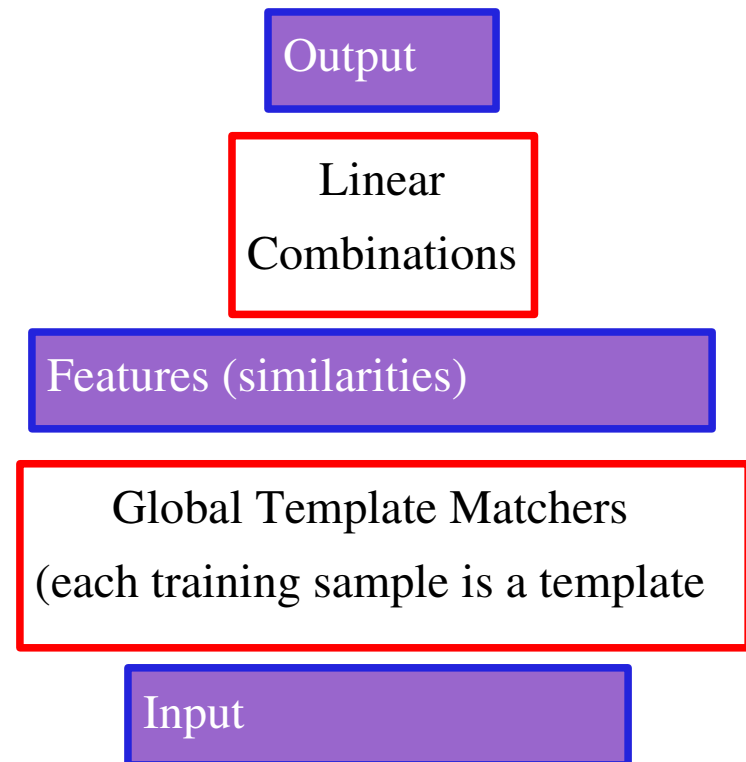 Output
Linear
Combinations
Features (similarities)
Global Template Matchers
(each training sample is a template
Input